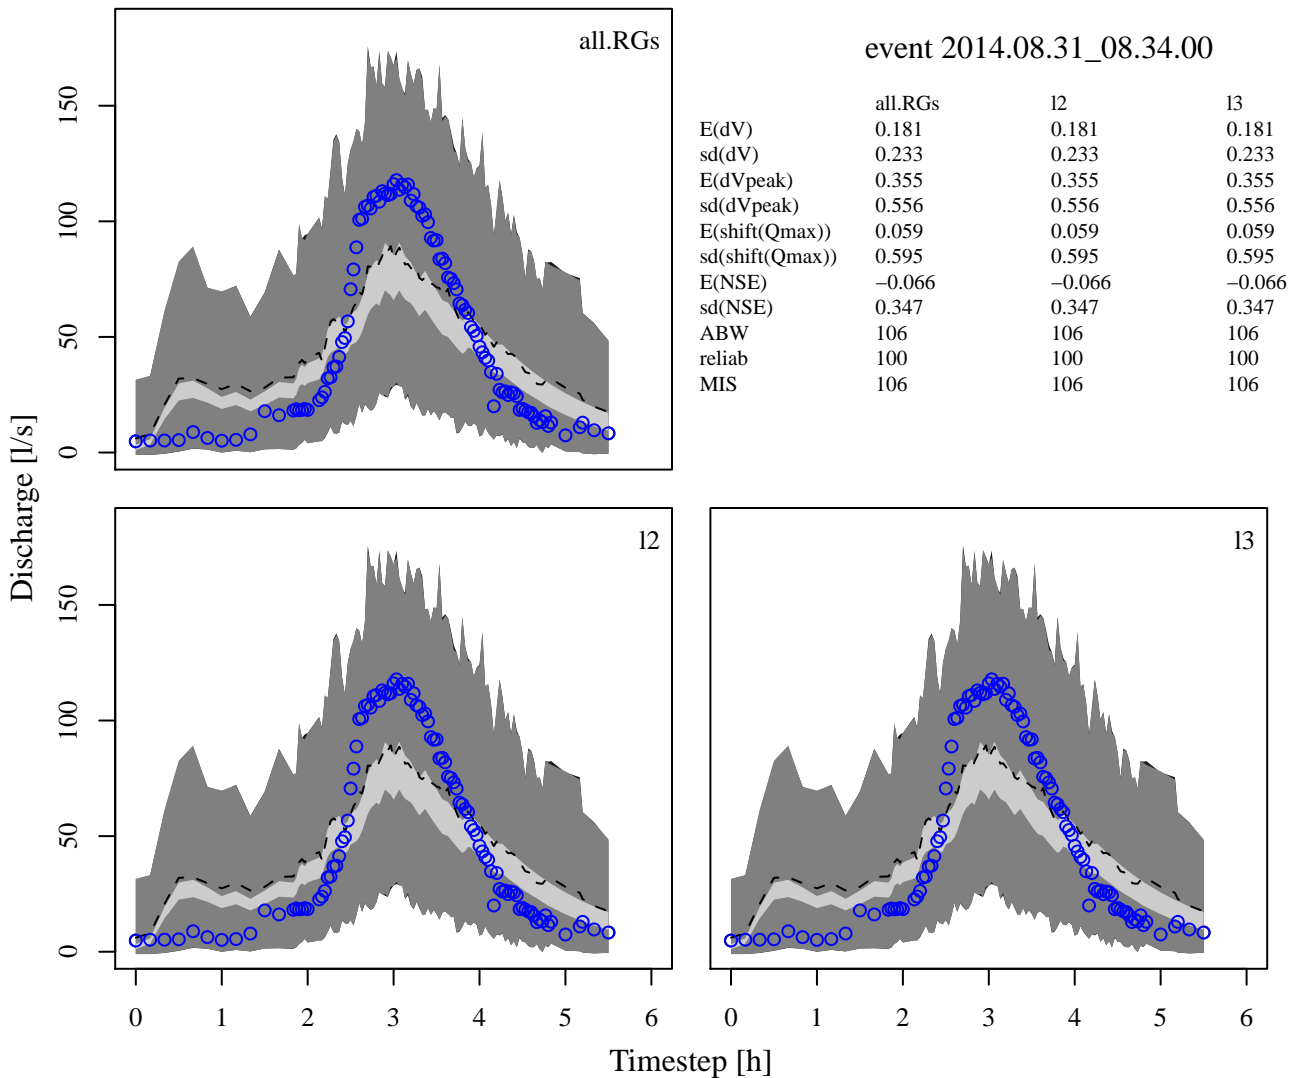 all.RGs
event 2014.08.31_08.34.00
all.RGs l2 l3
E(dV) 0.181 0.181 0.181
sd(dV) 0.233 0.233 0.233
E(dVpeak) 0.355 0.355 0.355
sd(dVpeak) 0.556 0.556 0.556
E(shift(Qmax)) 0.059 0.059 0.059
sd(shift(Qmax)) 0.595 0.595 0.595
E(NSE) −0.066 −0.066 −0.066
sd(NSE) 0.347 0.347 0.347
ABW 106 106 106
reliab 100 100 100
MIS 106 106 106
150
100
50
0
Discharge [l/s]
l2
l3
150
100
50
0
0 1 2 3 4 5 6
0 1 2 3 4 5 6
Timestep [h]